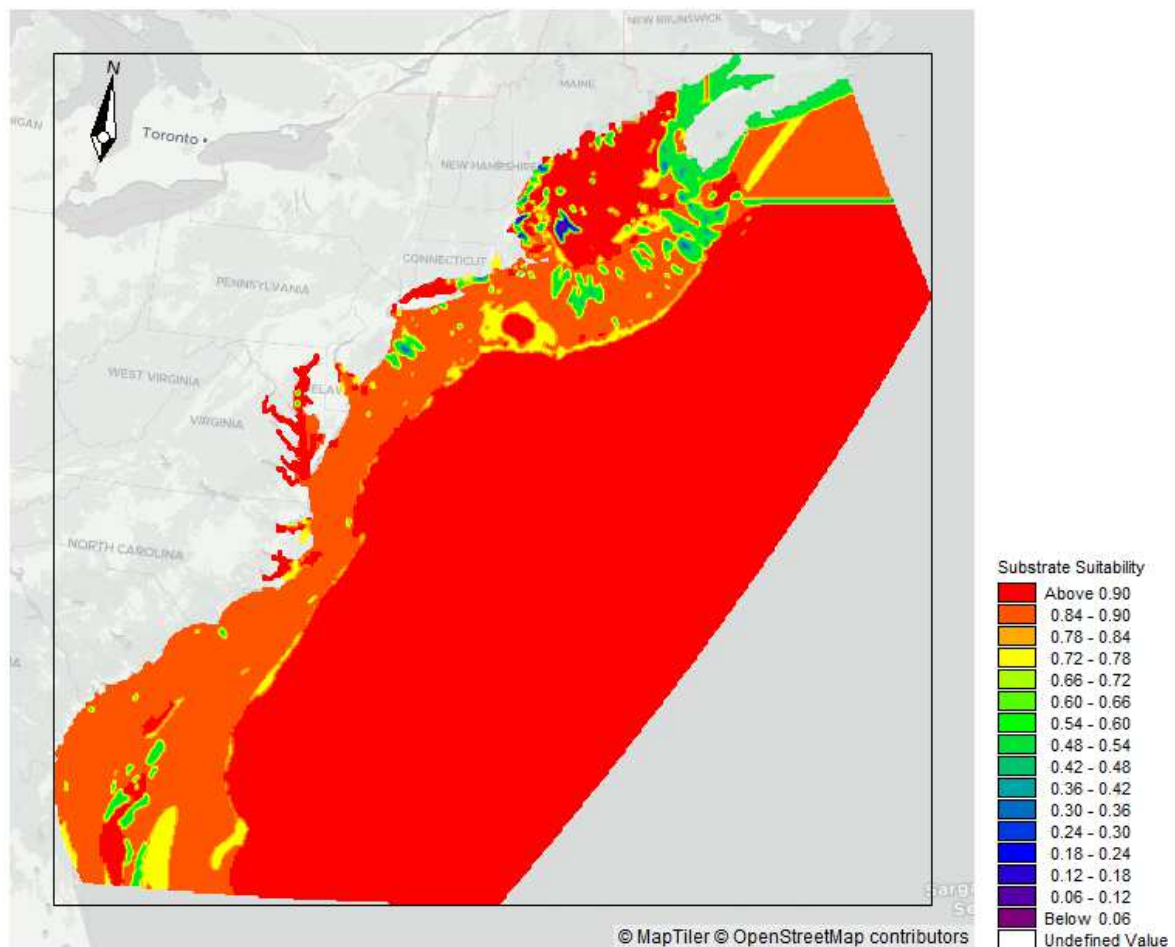 NEW BRUNSWICK
N
MAINE
IGAN
Toronto
NEW HAMPSHIRE
CONNECTICUT
PENNSYLVANIA
WEST VIRGINIA
DELAW
VIRGINIA
NORTH CAROLINA
Substrate Suitability
Above 0.90
0.84 - 0.90
0.78 - 0.84
0.72 - 0.78
0.66 - 0.72
0.60 - 0.66
0.54 - 0.60
0.48 - 0.54
0.42 - 0.48
0.36 - 0.42
0.30 - 0.36
0.24 - 0.30
0.18 - 0.24
0.12 - 0.18
0.06 - 0.12
Below 0.06
Undefined Value
© MapTiler © OpenStreetMap contributors